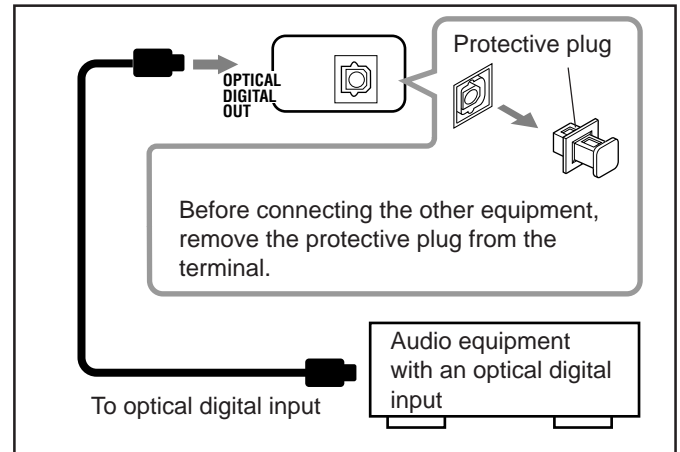 Protective plug
OPTICAL
DIGITAL
OUT
Before connecting the other equipment,
remove the protective plug from the
terminal.
Audio equipment
with an optical digital
input
To optical digital input